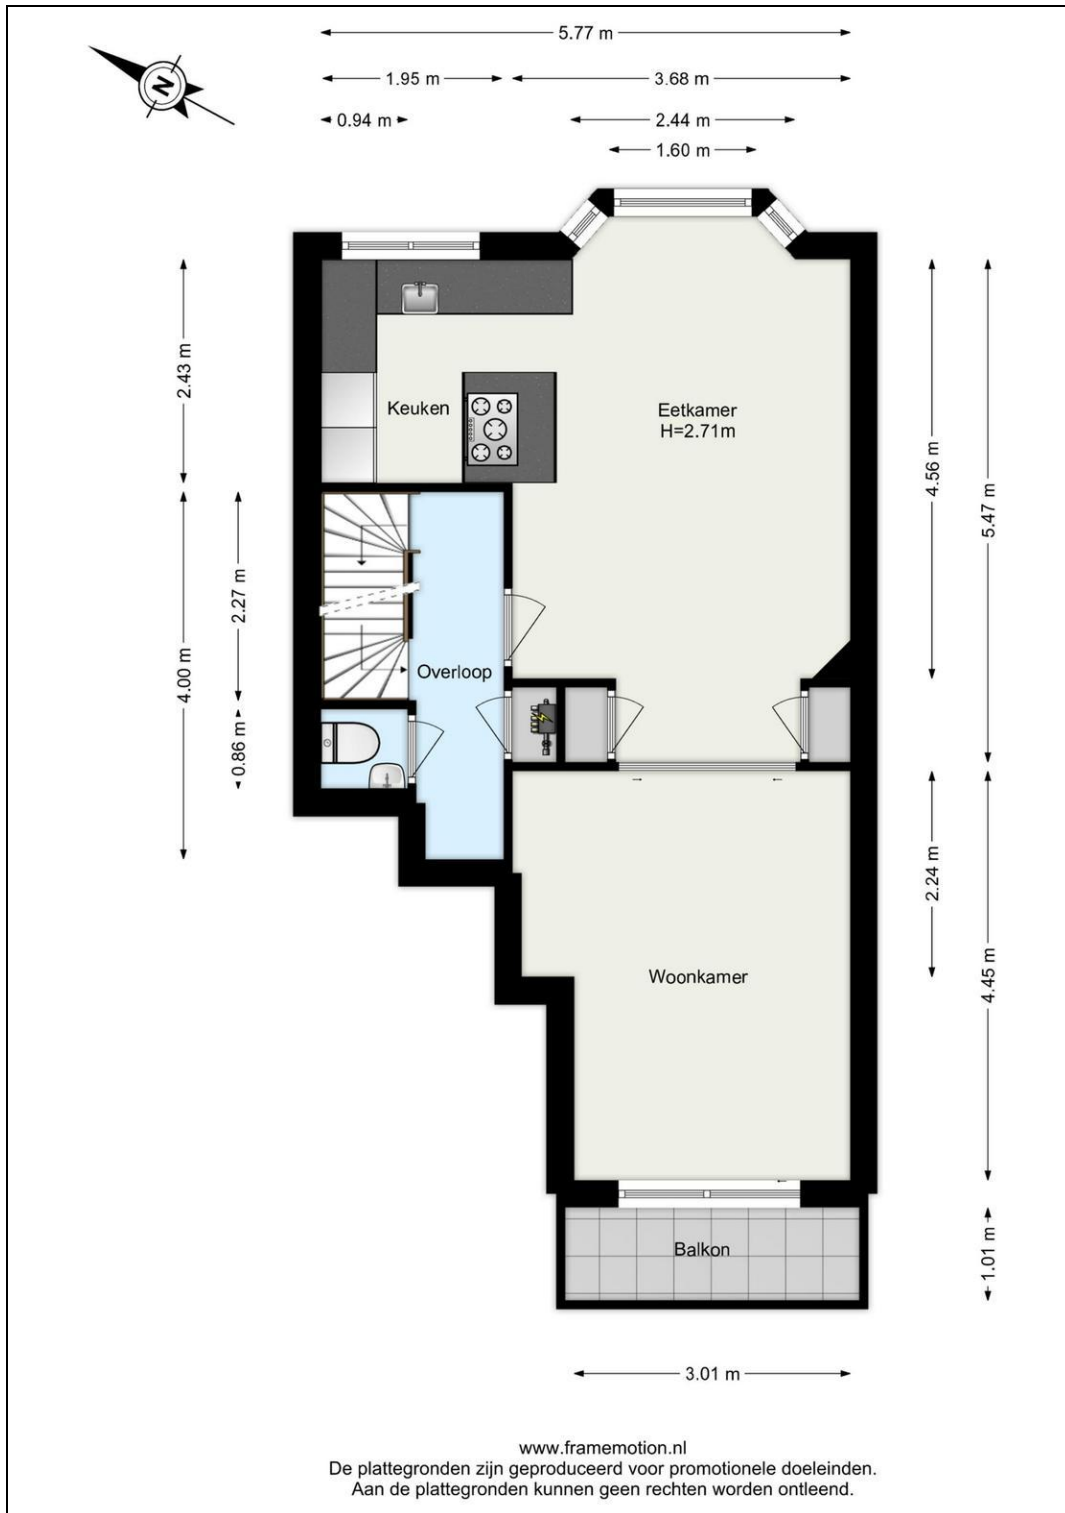 5.77 m
1.95 m
3.68 m
0.94 m
2.44 m
1.60 m
N
2.43 m
4.56 m
5.47 m
Keuken
Eetkamer
H=2.71m
2.27 m
4.00 m
Overloop
0.86 m
2.24 m
4.45 m
Woonkamer
Balkon
1.01 m
3.01 m
www.framemotion.nl
De plattegronden zijn geproduceerd voor promotionele doeleinden.
Aan de plattegronden kunnen geen rechten worden ontleend.